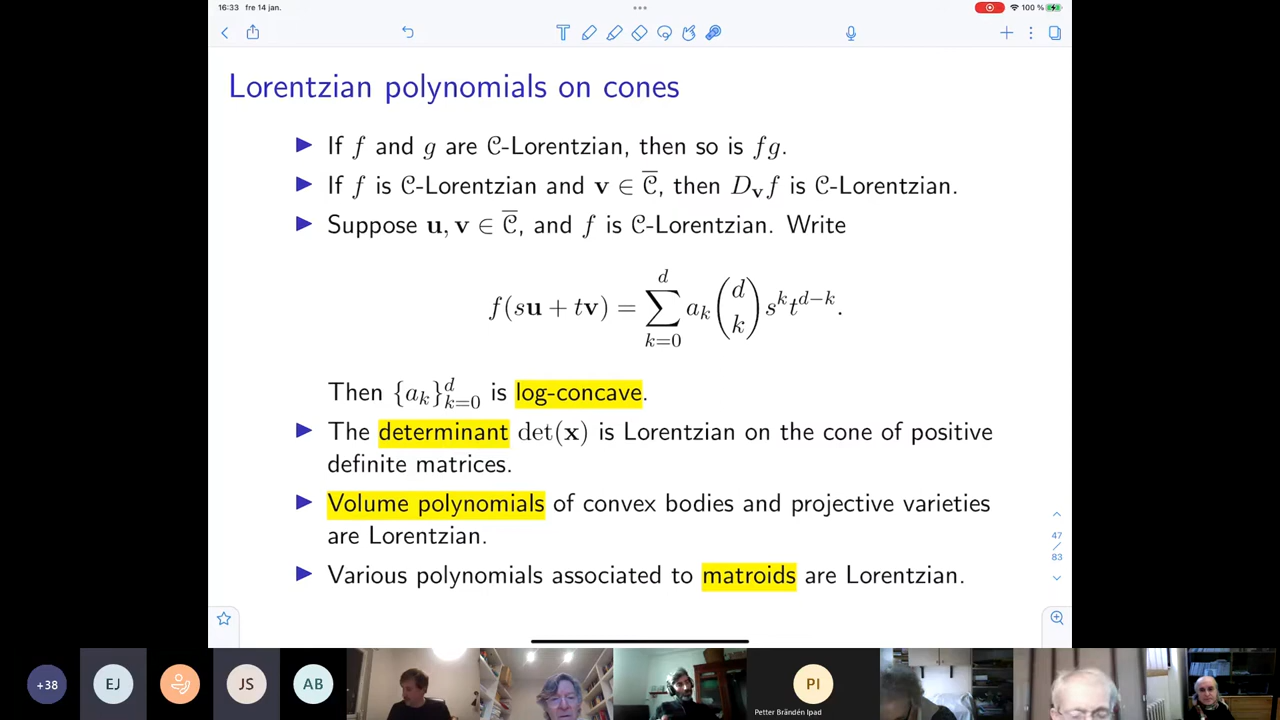 16:33 fre 14 jan.
100 %
Lorentzian polynomials on cones
If f and g are 𝒞-Lorentzian, then so is fg.
If f is 𝒞-Lorentzian and v ∈ 𝒞̅, then D_v f is 𝒞-Lorentzian.
Suppose u, v ∈ 𝒞̅, and f is 𝒞-Lorentzian. Write
f(su + tv) = ∑_{k=0}^{d} a_k \binom{d}{k} s^k t^{d−k}.
Then {a_k}_{k=0}^{d} is log-concave.
The determinant det(x) is Lorentzian on the cone of positive
definite matrices.
Volume polynomials of convex bodies and projective varieties
are Lorentzian.
Various polynomials associated to matroids are Lorentzian.
47
/
83
+38
EJ
JS
AB
PI
Petter Brändén Ipad